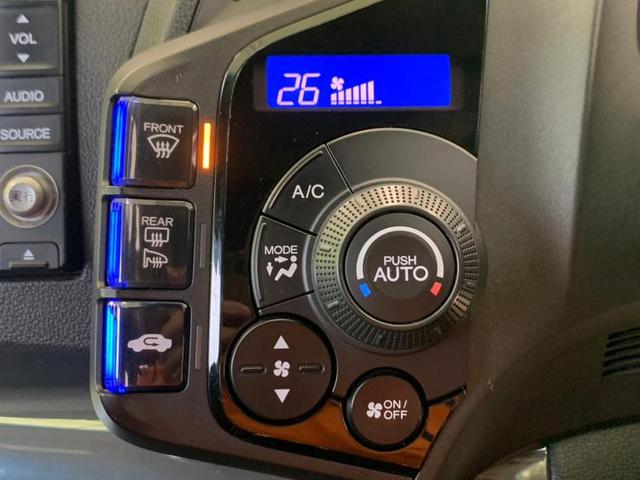 VOL
AUDIO
SOURCE
実行
FRONT
REAR
26
A/C
MODE
PUSH
AUTO
ON/
OFF